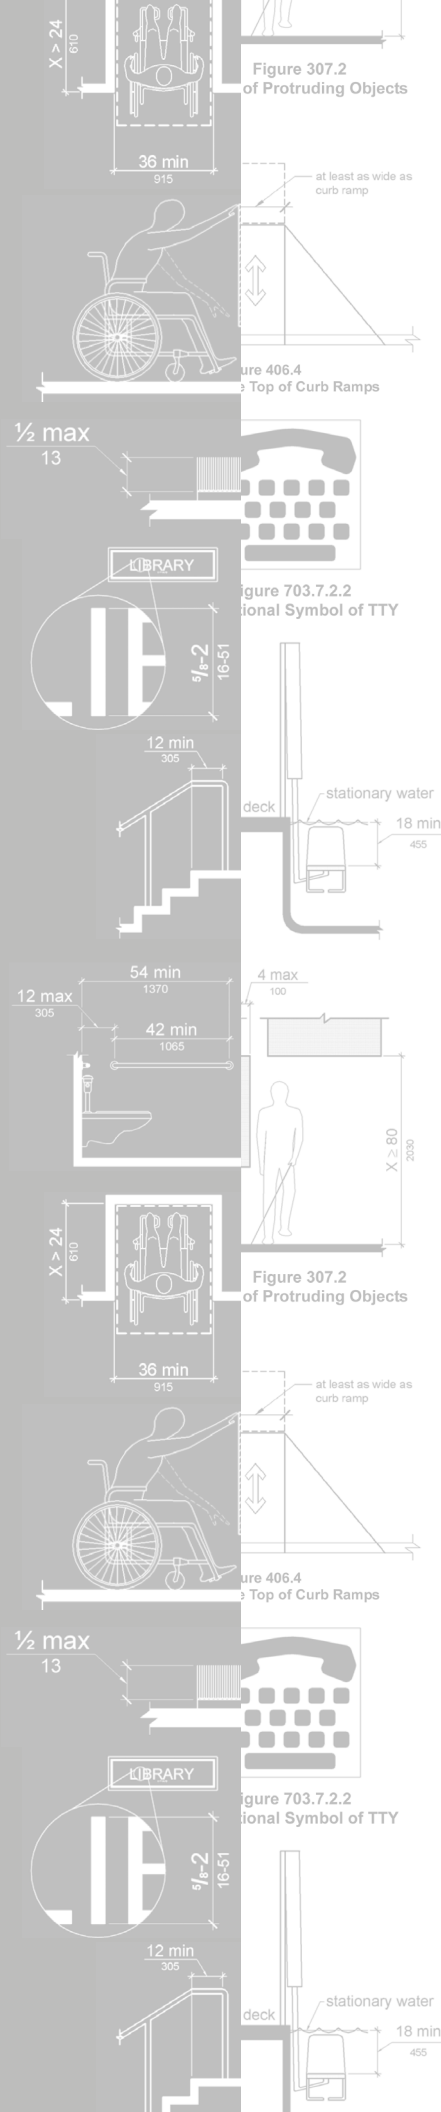 X > 24
610
Figure 307.2
of Protruding Objects
36 min
915
at least as wide as
curb ramp
ure 406.4
e Top of Curb Ramps
½ max
13
igure 703.7.2.2
tional Symbol of TTY
LIBRARY
5/8-2
16-51
12 min
305
deck
stationary water
18 min
455
54 min
1370
4 max
100
12 max
305
42 min
1065
X ≥ 80
2030
X > 24
610
Figure 307.2
of Protruding Objects
36 min
915
at least as wide as
curb ramp
ure 406.4
e Top of Curb Ramps
½ max
13
igure 703.7.2.2
tional Symbol of TTY
LIBRARY
5/8-2
16-51
12 min
305
deck
stationary water
18 min
455